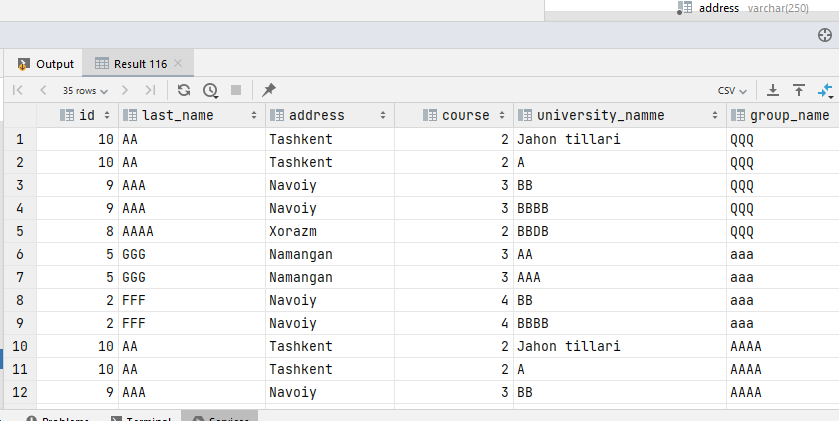 address varchar(250)
Output Result 116
35 rows CSV
id last_name address course university_namme group_name
1 10 AA Tashkent 2 Jahon tillari QQQ
2 10 AA Tashkent 2 A QQQ
3 9 AAA Navoiy 3 BB QQQ
4 9 AAA Navoiy 3 BBBB QQQ
5 8 AAAA Xorazm 2 BBDB QQQ
6 5 GGG Namangan 3 AA aaa
7 5 GGG Namangan 3 AAA aaa
8 2 FFF Navoiy 4 BB aaa
9 2 FFF Navoiy 4 BBBB aaa
10 10 AA Tashkent 2 Jahon tillari AAAA
11 10 AA Tashkent 2 A AAAA
12 9 AAA Navoiy 3 BB AAAA
Problems Terminal Services